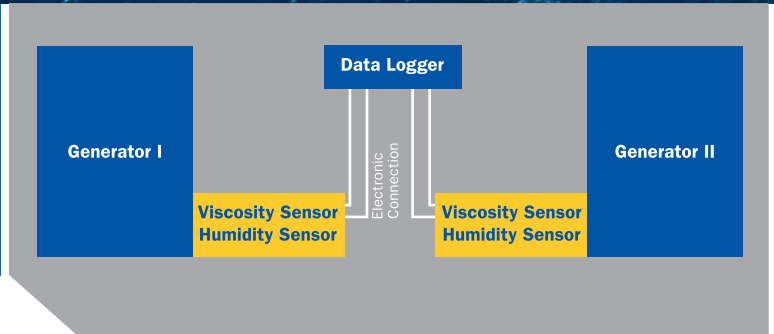 Data Logger
Generator I
Generator II
Electronic
Connection
Viscosity Sensor
Humidity Sensor
Viscosity Sensor
Humidity Sensor